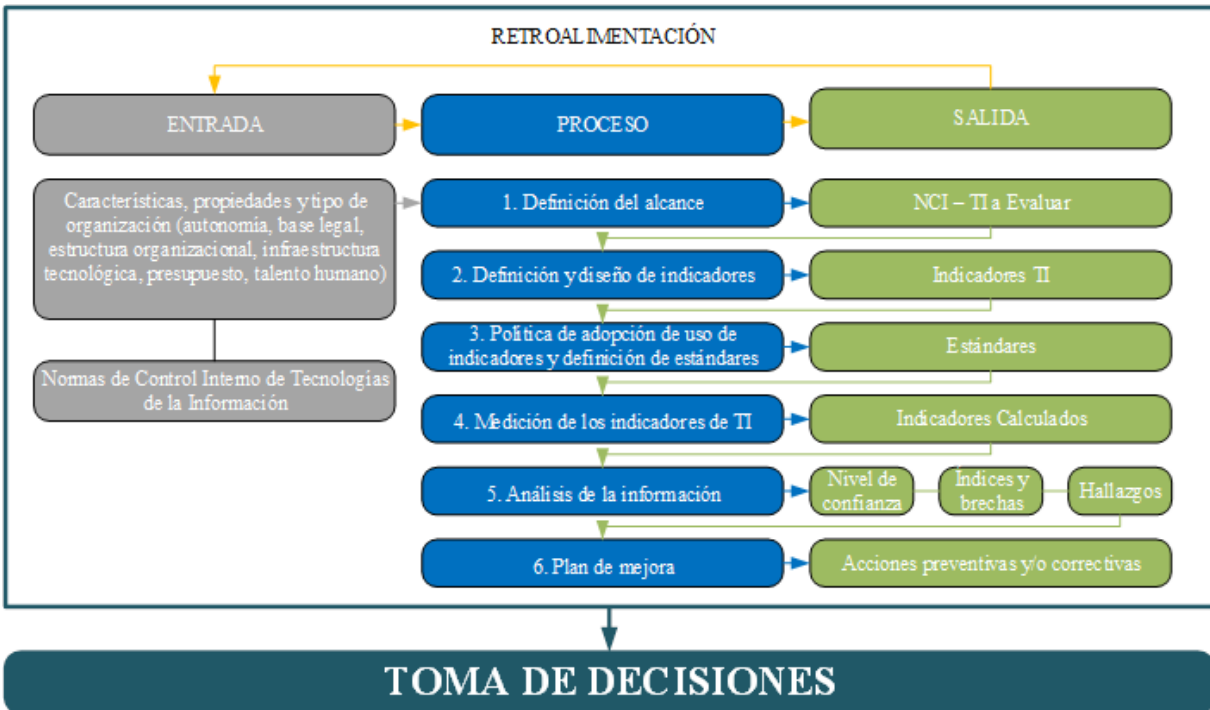 RETROALIMENTACIÓN
ENTRADA
PROCESO
SALIDA
Características, propiedades y tipo de
organización (autonomía, base legal,
estructura organizacional, infraestructura
tecnológica, presupuesto, talento humano)
Normas de Control Interno de Tecnologías
de la Información
1. Definición del alcance
NCI – TI a Evaluar
2. Definición y diseño de indicadores
Indicadores TI
3. Política de adopción de uso de
indicadores y definición de estándares
Estándares
4. Medición de los indicadores de TI
Indicadores Calculados
5. Análisis de la información
Nivel de
confianza
Índices y
brechas
Hallazgos
6. Plan de mejora
Acciones preventivas y/o correctivas
TOMA DE DECISIONES